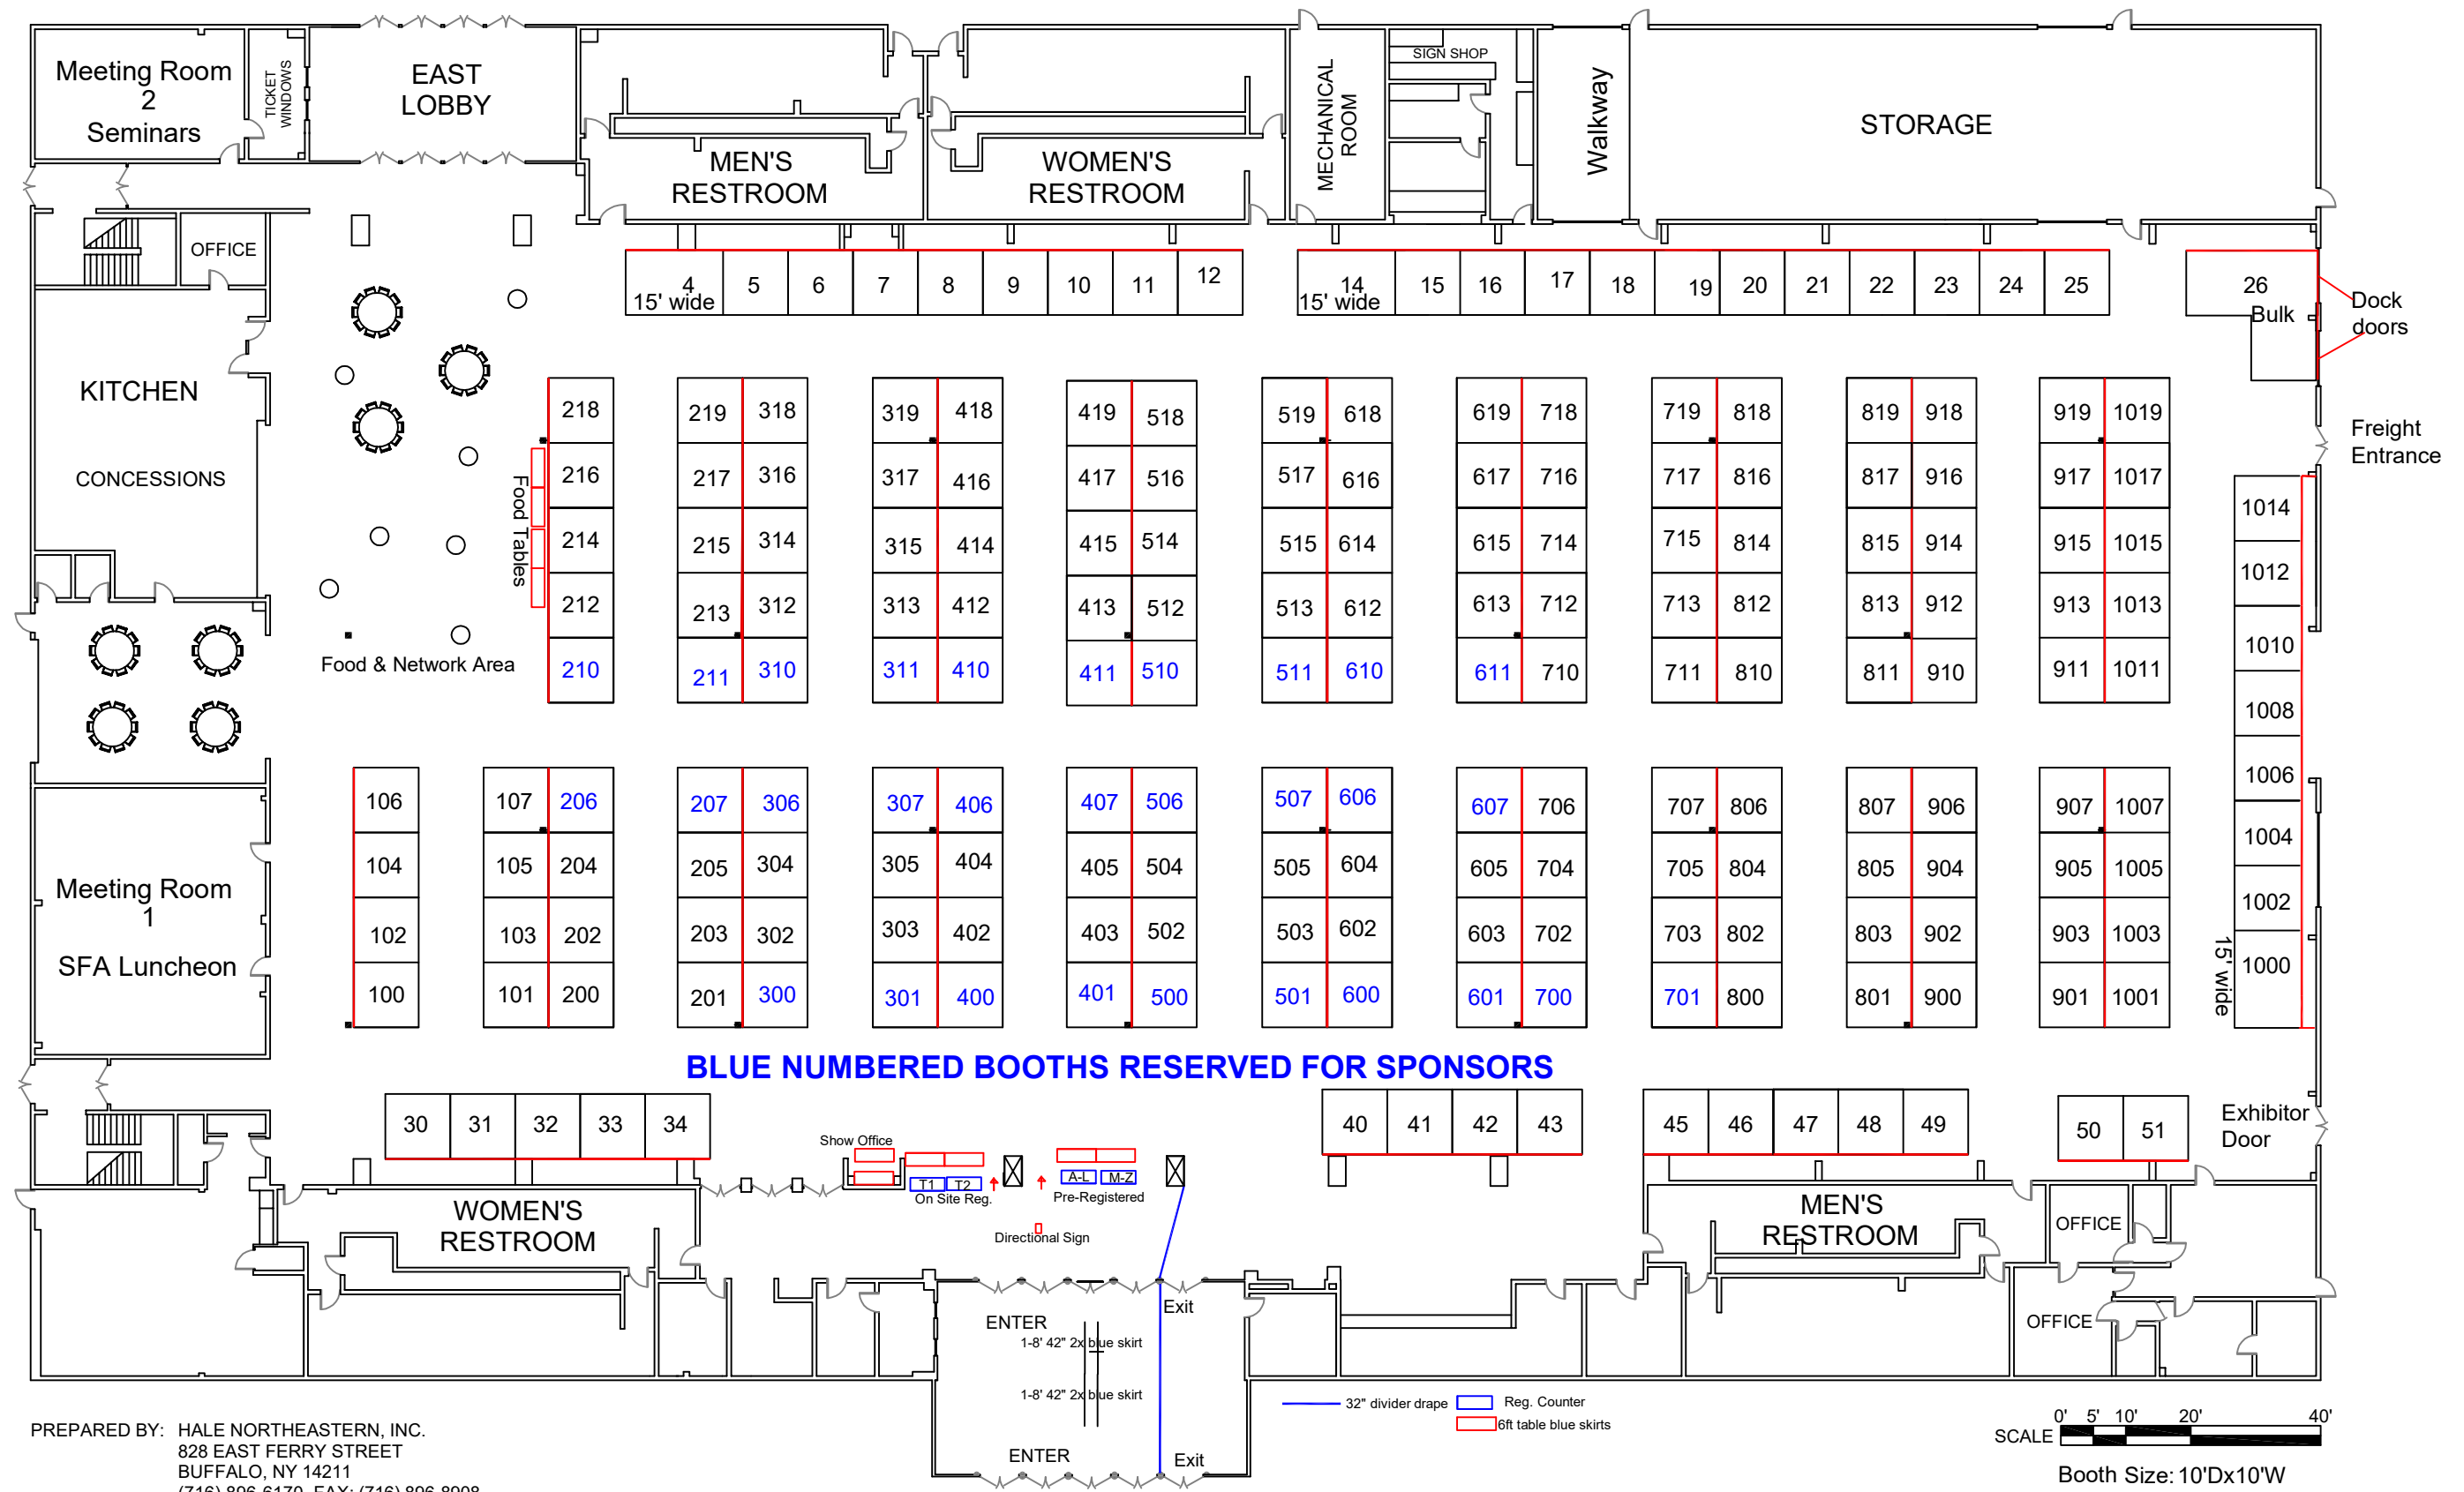 Meeting Room
2
Seminars
TICKET
WINDOWS
EAST
LOBBY
MEN'S
RESTROOM
WOMEN'S
RESTROOM
MECHANICAL
ROOM
SIGN SHOP
Walkway
STORAGE
OFFICE
4 5 6 7 8 9 10 11 12
15' wide
14 15 16 17 18 19 20 21 22 23 24 25
15' wide
26
Bulk
Dock
doors
KITCHEN
CONCESSIONS
Freight
Entrance
218 219 318 319 418 419 518 519 618 619 718 719 818 819 918 919 1019
216 217 316 317 416 417 516 517 616 617 716 717 816 817 916 917 1017
214 215 314 315 414 415 514 515 614 615 714 715 814 815 914 915 1015
212 213 312 313 412 413 512 513 612 613 712 713 812 813 912 913 1013
210 211 310 311 410 411 510 511 610 611 710 711 810 811 910 911 1011
Food Tables
Food & Network Area
1014
1012
1010
1008
1006
1004
1002
1000
15' wide
106 107 206 207 306 307 406 407 506 507 606 607 706 707 806 807 906 907 1007
104 105 204 205 304 305 404 405 504 505 604 605 704 705 804 805 904 905 1005
102 103 202 203 302 303 402 403 502 503 602 603 702 703 802 803 902 903 1003
100 101 200 201 300 301 400 401 500 501 600 601 700 701 800 801 900 901 1001
Meeting Room
1
SFA Luncheon
BLUE NUMBERED BOOTHS RESERVED FOR SPONSORS
30 31 32 33 34
40 41 42 43
45 46 47 48 49
50 51
Exhibitor
Door
Show Office
T1 T2
On Site Reg.
A-L M-Z
Pre-Registered
Directional Sign
WOMEN'S
RESTROOM
MEN'S
RESTROOM
OFFICE
OFFICE
ENTER
Exit
1-8' 42" 2x blue skirt
1-8' 42" 2x blue skirt
ENTER
Exit
32" divider drape
Reg. Counter
6ft table blue skirts
0' 5' 10' 20' 40'
SCALE
Booth Size: 10'Dx10'W
PREPARED BY: HALE NORTHEASTERN, INC.
828 EAST FERRY STREET
BUFFALO, NY 14211
(716) 896-6170 FAX: (716) 896-8908